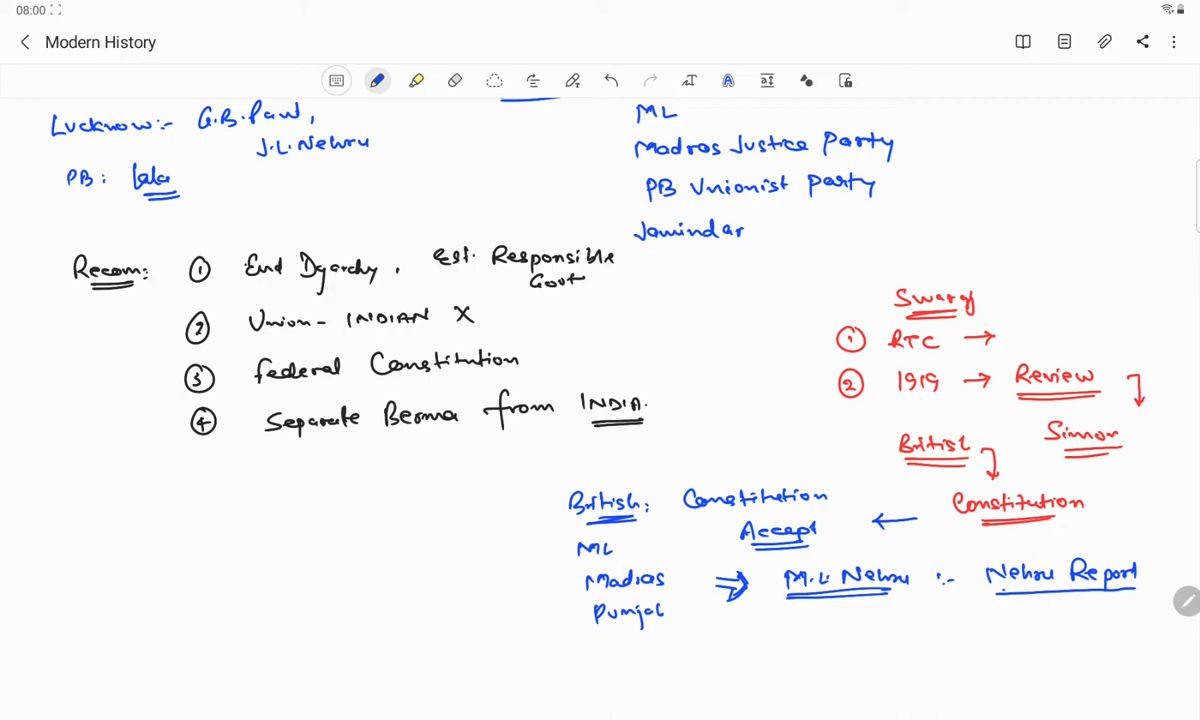 08:00
Modern History
Lucknow:- G.B. Pant,
J.L. Nehru
PB: Lala
ML
Madras Justice Party
PB Unionist Party
Jamindar
Recom: ① End Dyarchy, Est. Responsible
Govt
② Union - INDIAN X
③ Federal Constitution
④ Separate Berma from INDIA.
Swaraj
① RTC →
② 1919 → Review
Simon
British
Constitution
British: Constitution
Accept ←
ML
Madras
Punjab
⇒ M.L. Nehru :- Nehru Report